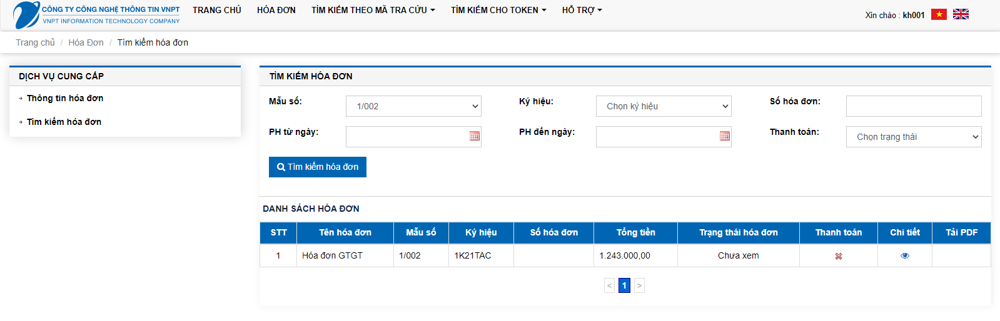 CÔNG TY CÔNG NGHỆ THÔNG TIN VNPT
VNPT INFORMATION TECHNOLOGY COMPANY
TRANG CHỦ HÓA ĐƠN TÌM KIẾM THEO MÃ TRA CỨU TÌM KIẾM CHO TOKEN HỖ TRỢ
Xin chào : kh001
Trang chủ / Hóa Đơn / Tìm kiếm hóa đơn
DỊCH VỤ CUNG CẤP
Thông tin hóa đơn
Tìm kiếm hóa đơn
TÌM KIẾM HÓA ĐƠN
Mẫu số: 1/002 Ký hiệu: Chọn ký hiệu Số hóa đơn:
PH từ ngày: PH đến ngày: Thanh toán: Chọn trạng thái
Tìm kiếm hóa đơn
DANH SÁCH HÓA ĐƠN
STT Tên hóa đơn Mẫu số Ký hiệu Số hóa đơn Tổng tiền Trạng thái hóa đơn Thanh toán Chi tiết Tải PDF
1 Hóa đơn GTGT 1/002 1K21TAC 1.243.000,00 Chưa xem
< 1 >